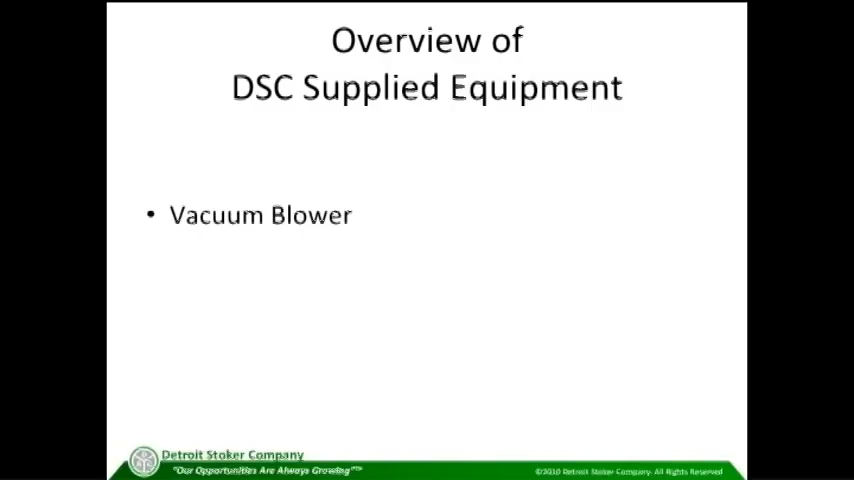 Overview of
DSC Supplied Equipment
• Vacuum Blower
Detroit Stoker Company
"Our Opportunities Are Always Growing"™
©2010 Detroit Stoker Company. All Rights Reserved